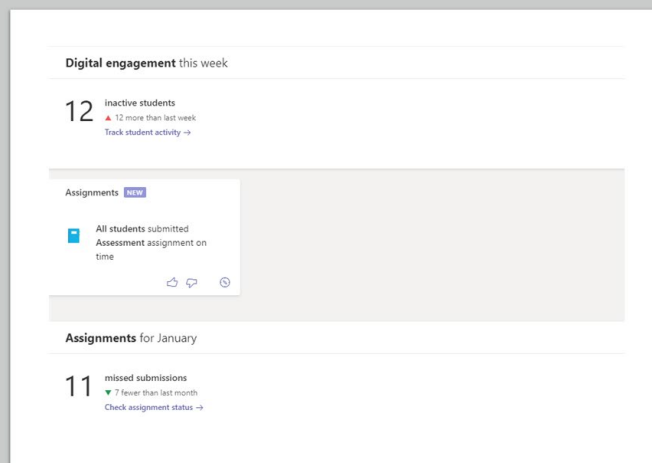 Digital engagement this week
12
inactive students
▲ 12 more than last week
Track student activity →
Assignments NEW
All students submitted
Assessment assignment on
time
Assignments for January
11
missed submissions
▼ 7 fewer than last month
Check assignment status →